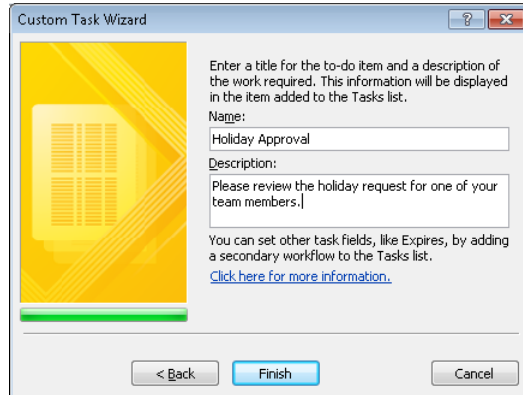 Custom Task Wizard
Enter a title for the to-do item and a description of
the work required. This information will be displayed
in the item added to the Tasks list.
Name:
Holiday Approval
Description:
Please review the holiday request for one of your
team members.
You can set other task fields, like Expires, by adding
a secondary workflow to the Tasks list.
Click here for more information.
< Back
Finish
Cancel